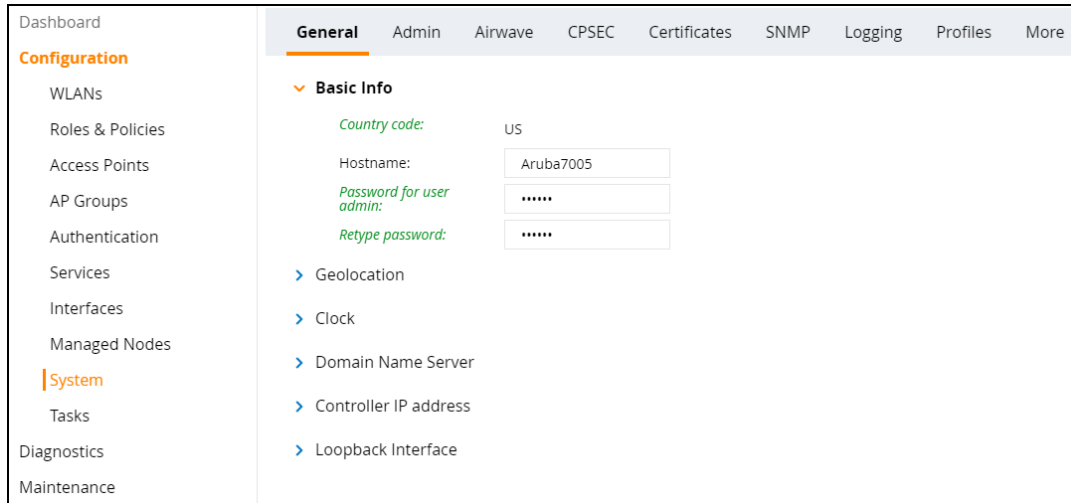 Dashboard
Configuration
WLANs
Roles & Policies
Access Points
AP Groups
Authentication
Services
Interfaces
Managed Nodes
System
Tasks
Diagnostics
Maintenance
General Admin Airwave CPSEC Certificates SNMP Logging Profiles More
Basic Info
Country code: US
Hostname: Aruba7005
Password for user
admin: ••••••
Retype password: ••••••
Geolocation
Clock
Domain Name Server
Controller IP address
Loopback Interface